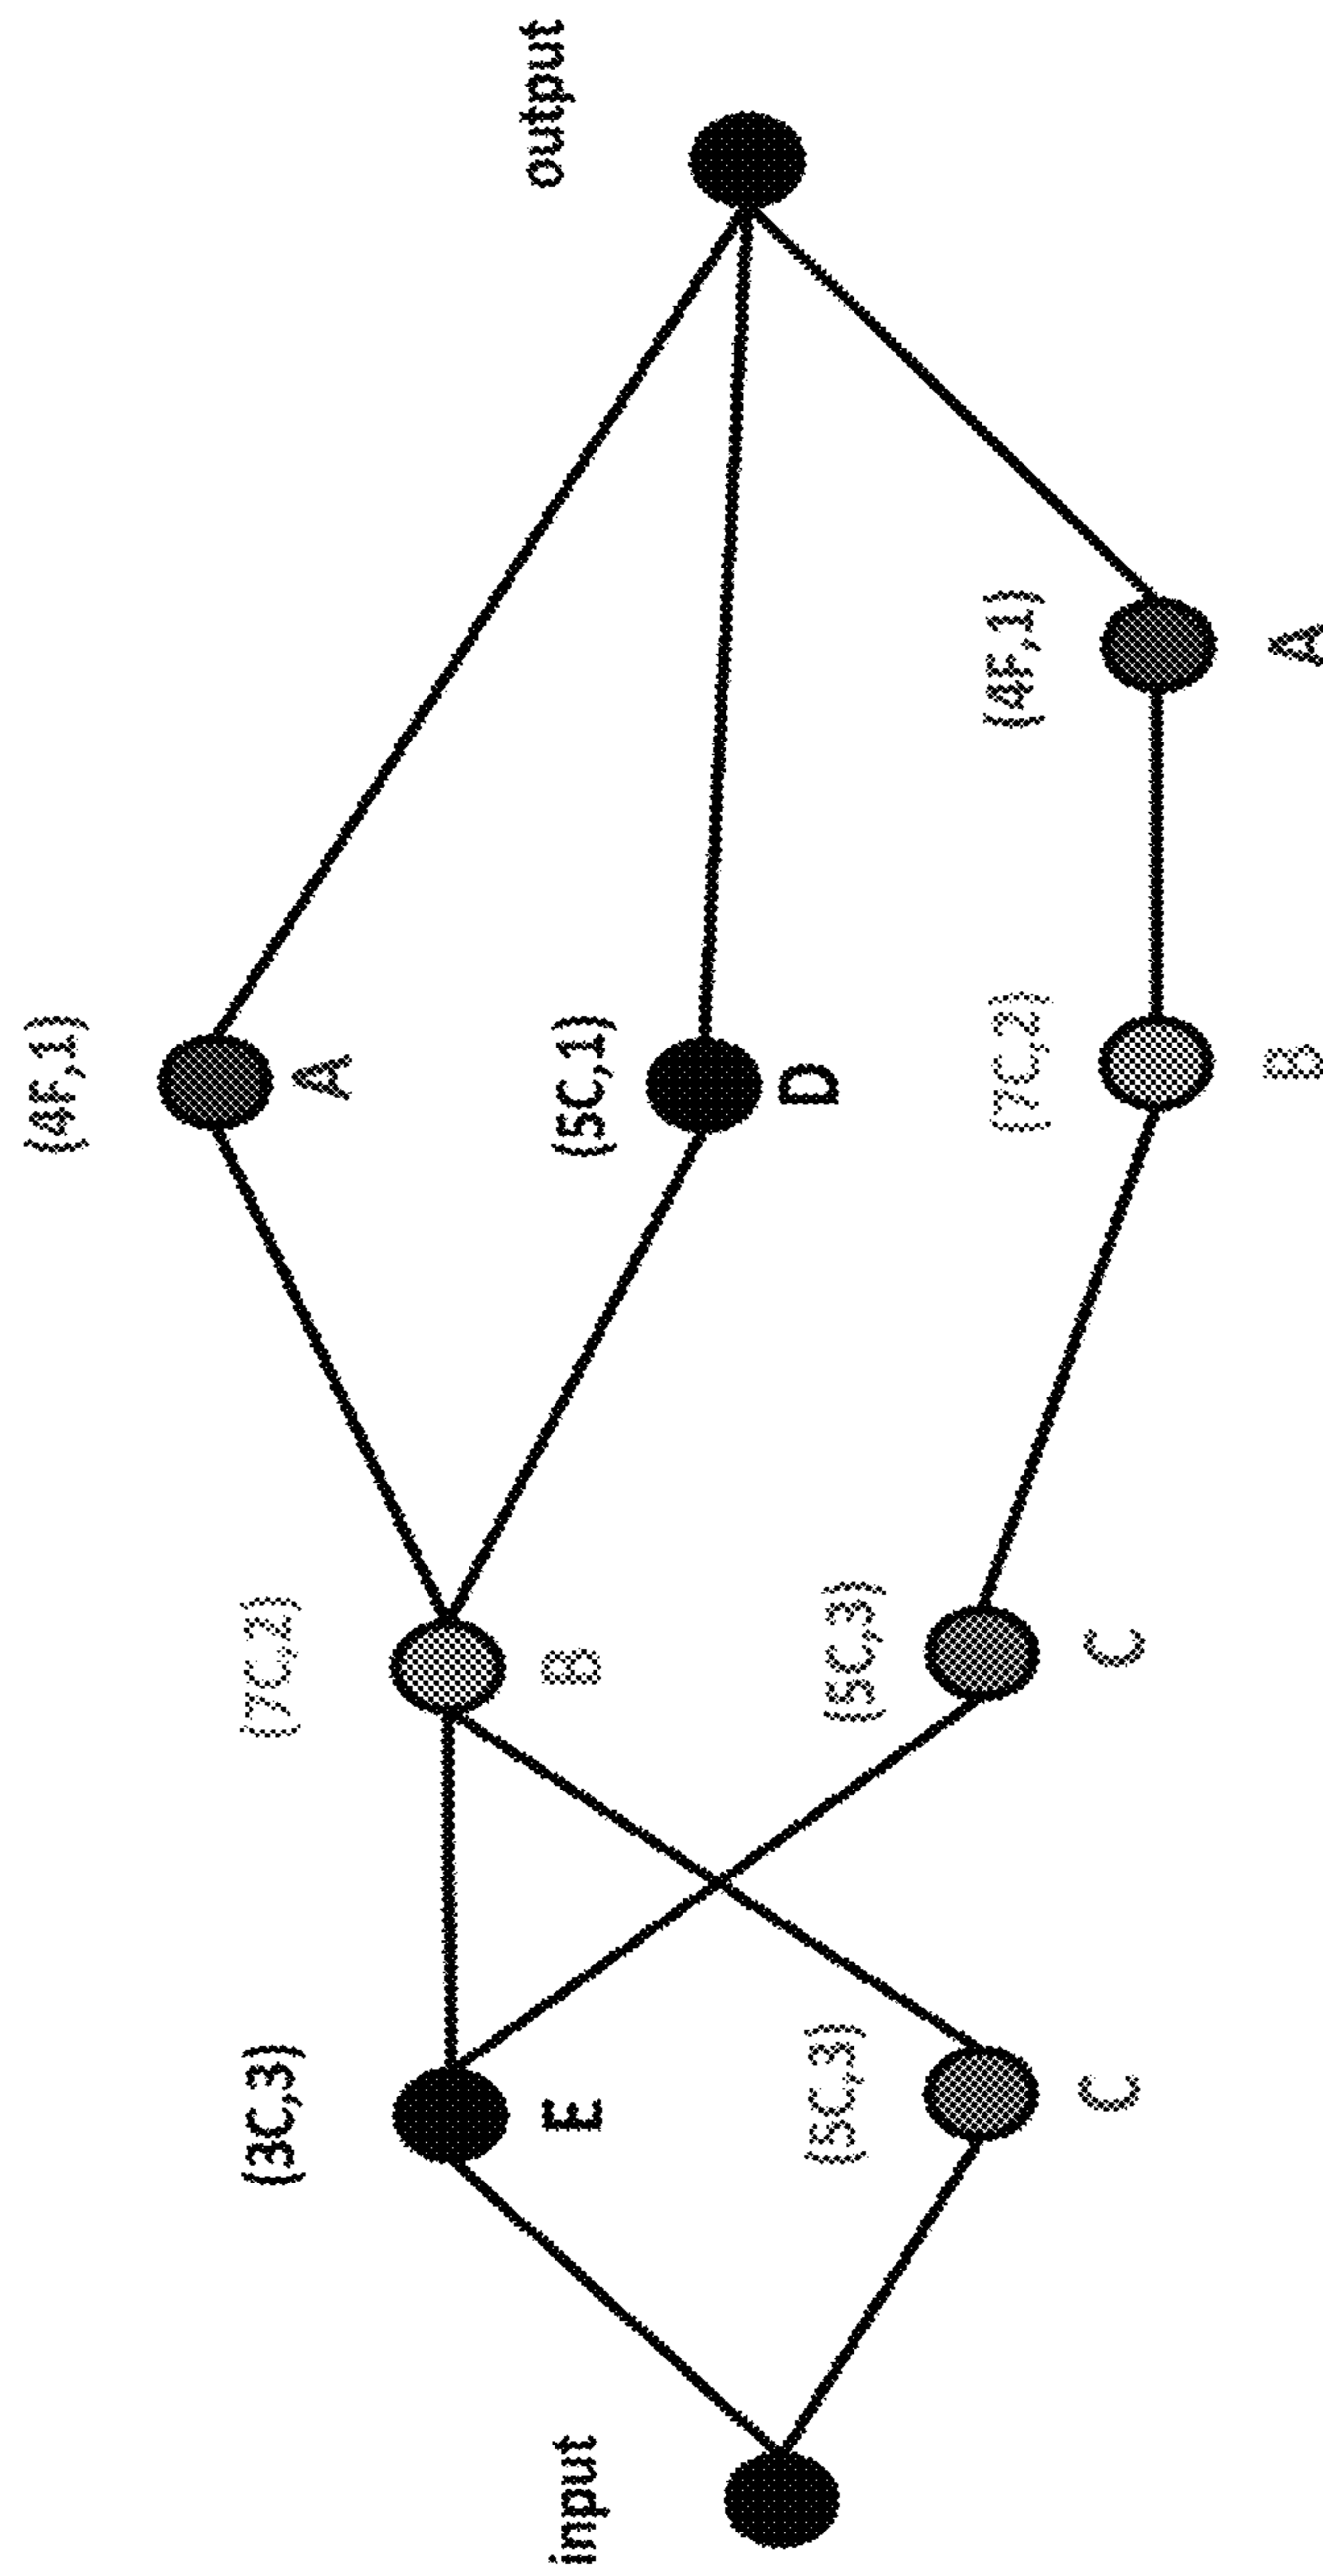 input
(3C,3)
E
(5C,3)
C
(7C,2)
B
(5C,3)
C
(4F,1)
A
(5C,1)
D
(7C,2)
B
(4F,1)
A
output